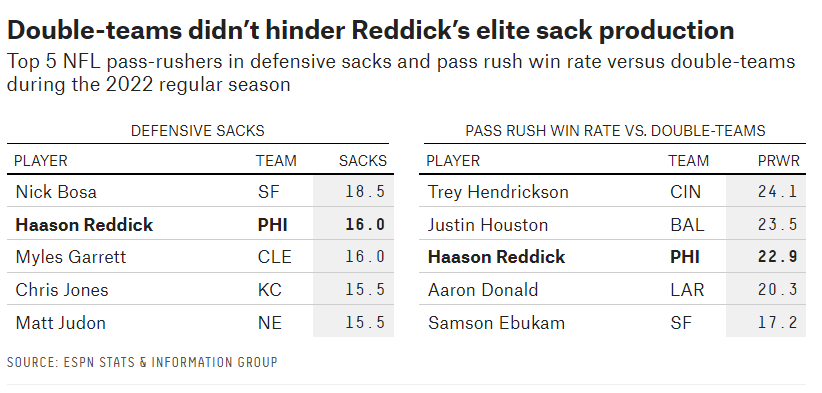 Double-teams didn’t hinder Reddick’s elite sack production
Top 5 NFL pass-rushers in defensive sacks and pass rush win rate versus double-teams
during the 2022 regular season
DEFENSIVE SACKS
PLAYER TEAM SACKS
Nick Bosa SF 18.5
Haason Reddick PHI 16.0
Myles Garrett CLE 16.0
Chris Jones KC 15.5
Matt Judon NE 15.5
PASS RUSH WIN RATE VS. DOUBLE-TEAMS
PLAYER TEAM PRWR
Trey Hendrickson CIN 24.1
Justin Houston BAL 23.5
Haason Reddick PHI 22.9
Aaron Donald LAR 20.3
Samson Ebukam SF 17.2
SOURCE: ESPN STATS & INFORMATION GROUP